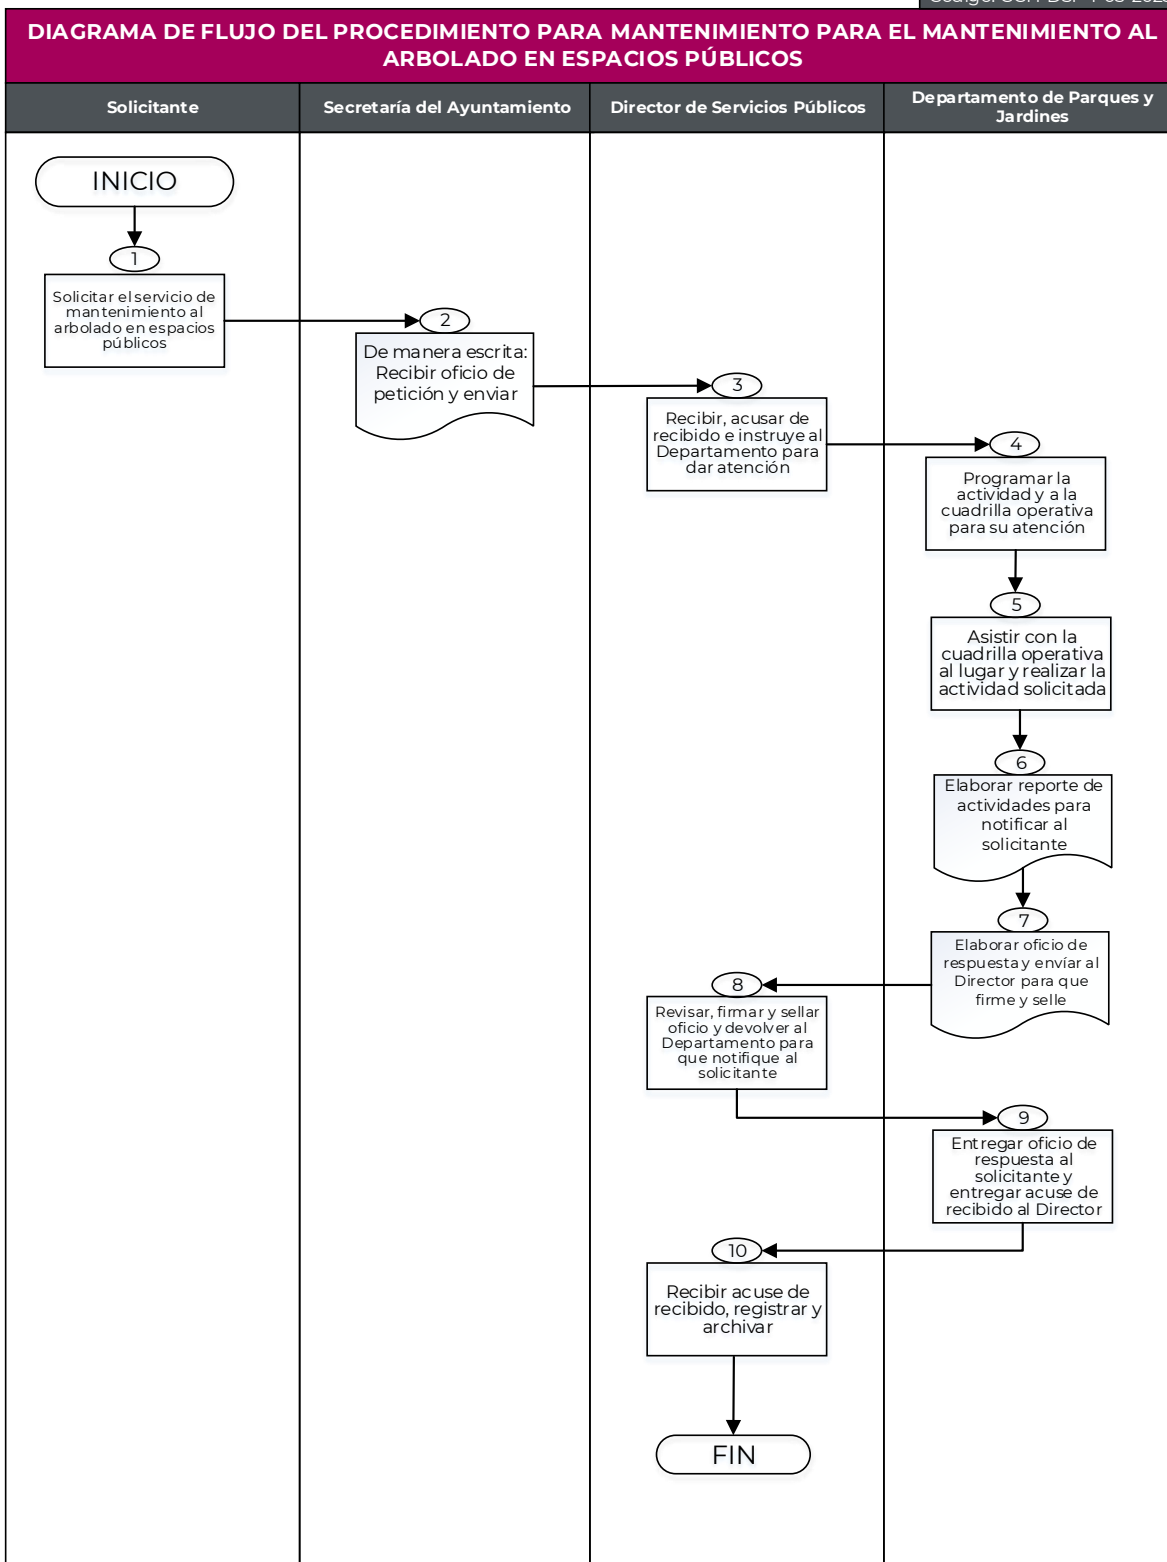 DIAGRAMA DE FLUJO DEL PROCEDIMIENTO PARA MANTENIMIENTO PARA EL MANTENIMIENTO AL
ARBOLADO EN ESPACIOS PÚBLICOS
Solicitante
Secretaría del Ayuntamiento
Director de Servicios Públicos
Departamento de Parques y
Jardines
INICIO
1
Solicitar el servicio de
mantenimiento al
arbolado en espacios
públicos
2
De manera escrita:
Recibir oficio de
petición y enviar
3
Recibir, acusar de
recibido e instruye al
Departamento para
dar atención
4
Programar la
actividad y a la
cuadrilla operativa
para su atención
5
Asistir con la
cuadrilla operativa
al lugar y realizar la
actividad solicitada
6
Elaborar reporte de
actividades para
notificar al
solicitante
7
Elaborar oficio de
respuesta y envíar al
Director para que
firme y selle
8
Revisar, firmar y sellar
oficio y devolver al
Departamento para
que notifique al
solicitante
9
Entregar oficio de
respuesta al
solicitante y
entregar acuse de
recibido al Director
10
Recibir acuse de
recibido, registrar y
archivar
FIN